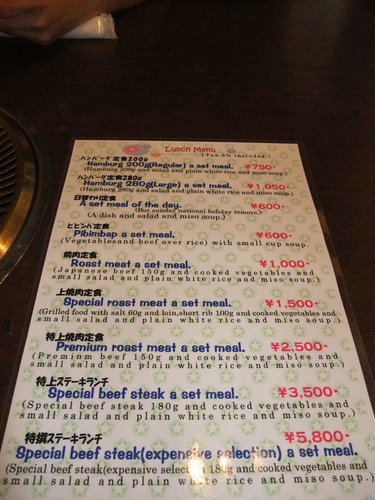 Lunch Menu
(Tax.5% included.)
ハンバーグ定食200g
Hamburg 200g(Regular) a set meal. ¥750-
(Hamburg 200g and salad and plain white rice and miso soup.)
ハンバーグ定食280g
Hamburg 280g(Large) a set meal. ¥1,050-
(Hamburg 280g and salad and plain white rice and miso soup.)
日替わり定食
A set meal of the day. ¥600-
(But sunday national holiday remove.)
(A dish and salad and miso soup.)
ビビンバ定食
Pibimbap a set meal. ¥600-
(Vegetablesand beef over rice) with small cup soup.
焼肉定食
Roast meat a set meal. ¥1,000-
(Japanese beef 150g and cooked vegetables and
small salad and plain white rice and miso soup.)
上焼肉定食
Special roast meat a set meal. ¥1,500-
(Grilled food with salt 60g and loin,short rib 100g and cooked vegetables and
small salad and plain white rice and miso soup.)
特上焼肉定食
Premium roast meat a set meal. ¥2,500-
(Preminm beef 150g and cooked vegetables and
small salad and plain white rice and miso soup.)
特上ステーキランチ
Special beef steak a set meal. ¥3,500-
(Special beef steak 180g and cooked vegetables and
small salad and plain white rice and miso soup.)
特撰ステーキランチ ¥5,800-
Special beef steak(expensive selection) a set meal.
(Special beef steak(expensive selection) 180g and cooked vegetables and
small salad and plain white rice and miso soup.)